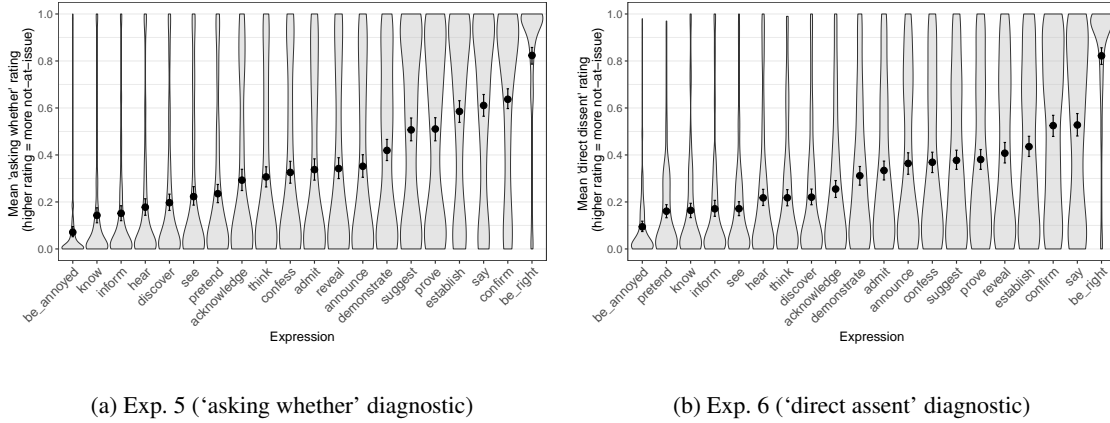 Mean 'asking whether' rating
(higher rating = more not−at−issue)
1.0
0.8
0.6
0.4
0.2
0.0
be_annoyed
know
inform
hear
discover
see
pretend
acknowledge
think
confess
admit
reveal
announce
demonstrate
suggest
prove
establish
say
confirm
be_right
Expression
(a) Exp. 5 (‘asking whether’ diagnostic)
Mean 'direct dissent' rating
(higher rating = more not−at−issue)
1.0
0.8
0.6
0.4
0.2
0.0
be_annoyed
pretend
know
inform
see
hear
think
discover
acknowledge
demonstrate
admit
announce
confess
suggest
prove
reveal
establish
confirm
say
be_right
Expression
(b) Exp. 6 (‘direct assent’ diagnostic)